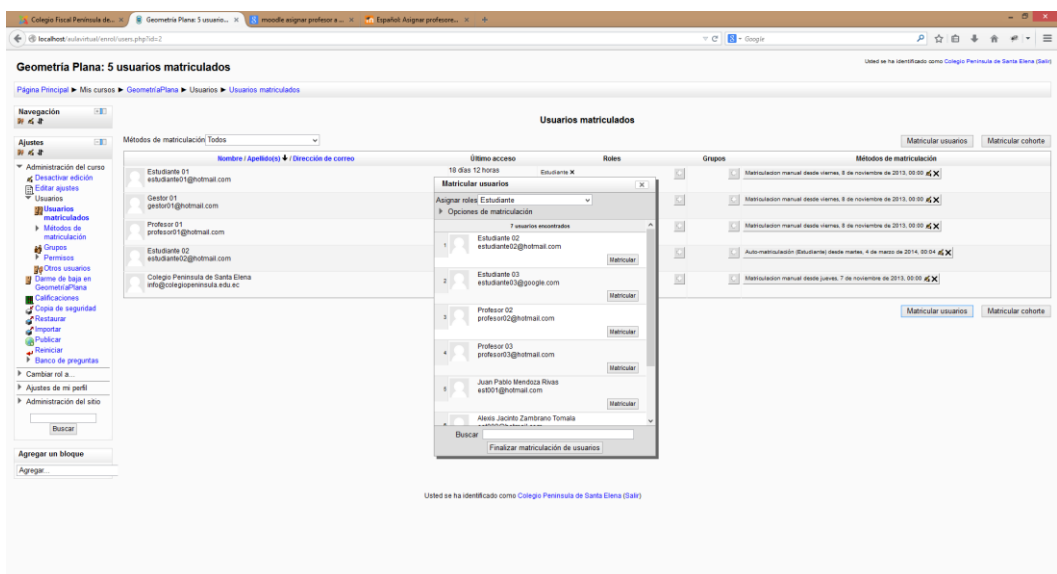 Colegio Fiscal Península de...
Geometría Plana: 5 usuario...
moodle asignar profesor a ...
Español: Asignar profesore...
localhost/aulavirtual/enrol/users.php?id=2
Google
Geometría Plana: 5 usuarios matriculados
Usted se ha identificado como Colegio Península de Santa Elena (Salir)
Página Principal ► Mis cursos ► GeometríaPlana ► Usuarios ► Usuarios matriculados
Navegación
Ajustes
Administración del curso
Desactivar edición
Editar ajustes
Usuarios
Usuarios
matriculados
Métodos de
matriculación
Grupos
Permisos
Otros usuarios
Darme de baja en
GeometríaPlana
Calificaciones
Copia de seguridad
Restaurar
Importar
Publicar
Reiniciar
Banco de preguntas
Cambiar rol a...
Ajustes de mi perfil
Administración del sitio
Buscar
Agregar un bloque
Agregar...
Usuarios matriculados
Métodos de matriculación Todos
Matricular usuarios
Matricular cohorte
Nombre / Apellido(s) / Dirección de correo
Último acceso
Roles
Grupos
Métodos de matriculación
Estudiante 01
estudiante01@hotmail.com
18 días 12 horas
Estudiante X
Matriculacion manual desde viernes, 8 de noviembre de 2013, 00:00
Gestor 01
gestor01@hotmail.com
Matriculacion manual desde viernes, 8 de noviembre de 2013, 00:00
Profesor 01
profesor01@hotmail.com
Matriculacion manual desde viernes, 8 de noviembre de 2013, 00:00
Estudiante 02
estudiante02@hotmail.com
Auto-matriculación (Estudiante) desde martes, 4 de marzo de 2014, 00:04
Colegio Península de Santa Elena
info@colegiopeninsula.edu.ec
Matriculacion manual desde jueves, 7 de noviembre de 2013, 00:00
Matricular usuarios
Matricular cohorte
Matricular usuarios
Asignar roles Estudiante
Opciones de matriculación
7 usuarios encontrados
1
Estudiante 02
estudiante02@hotmail.com
Matricular
2
Estudiante 03
estudiante03@google.com
Matricular
3
Profesor 02
profesor02@hotmail.com
Matricular
4
Profesor 03
profesor03@hotmail.com
Matricular
5
Juan Pablo Mendoza Rivas
est001@hotmail.com
Matricular
Alexis Jacinto Zambrano Tomala
Buscar
Finalizar matriculación de usuarios
Usted se ha identificado como Colegio Península de Santa Elena (Salir)